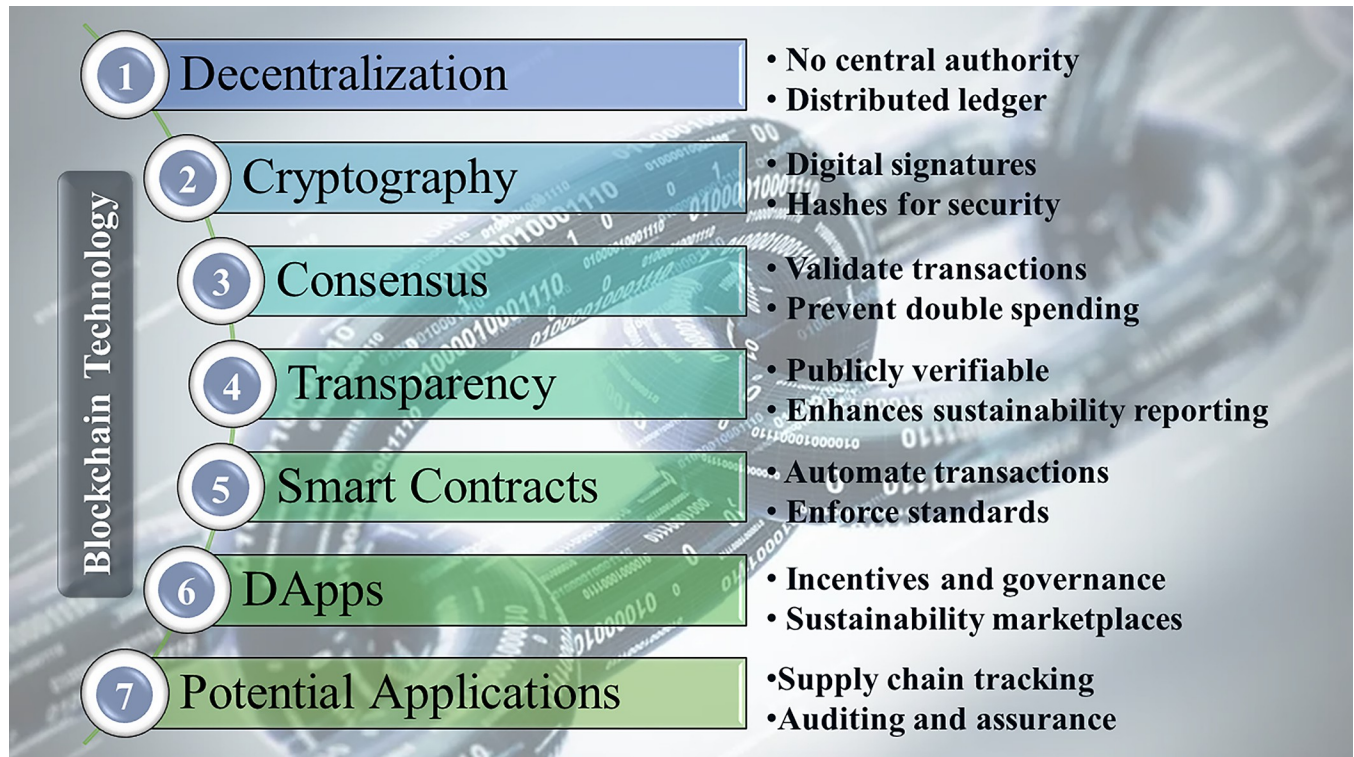 Blockchain Technology
1
Decentralization
• No central authority
• Distributed ledger
2
Cryptography
• Digital signatures
• Hashes for security
3
Consensus
• Validate transactions
• Prevent double spending
4
Transparency
• Publicly verifiable
• Enhances sustainability reporting
5
Smart Contracts
• Automate transactions
• Enforce standards
6
DApps
• Incentives and governance
• Sustainability marketplaces
7
Potential Applications
•Supply chain tracking
•Auditing and assurance